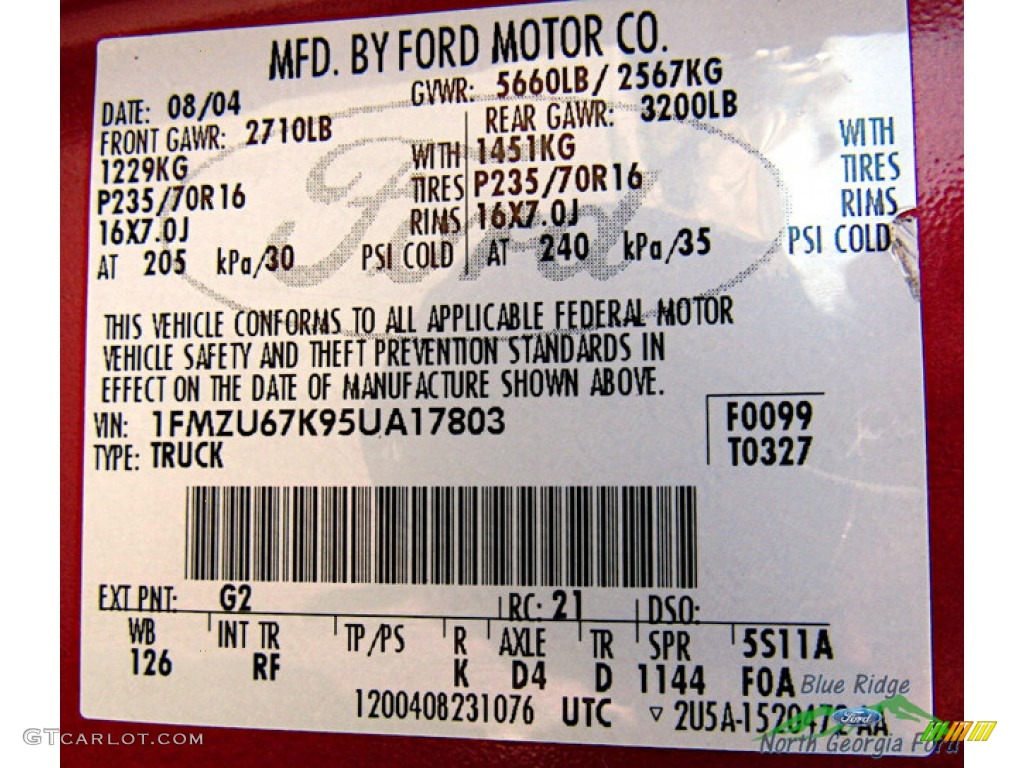 MFD. BY FORD MOTOR CO.
DATE: 08/04 GVWR: 5660LB/ 2567KG
FRONT GAWR: 2710LB REAR GAWR: 3200LB
1229KG WITH 1451KG WITH
P235/70R16 TIRES P235/70R16 TIRES
16X7.0J RIMS 16X7.0J RIMS
AT 205 kPa/30 PSI COLD AT 240 kPa/35 PSI COLD
Ford
THIS VEHICLE CONFORMS TO ALL APPLICABLE FEDERAL MOTOR
VEHICLE SAFETY AND THEFT PREVENTION STANDARDS IN
EFFECT ON THE DATE OF MANUFACTURE SHOWN ABOVE.
VIN: 1FMZU67K95UA17803 F0099
TYPE: TRUCK T0327
EXT PNT: G2 RC: 21 DSO:
WB INT TR TP/PS R AXLE TR SPR 5S11A
126 RF K D4 D 1144 F0A
1200408231076 UTC ▽ 2U5A-1520472-AA
Blue Ridge
Ford
North Georgia Ford
GTCARLOT.COM